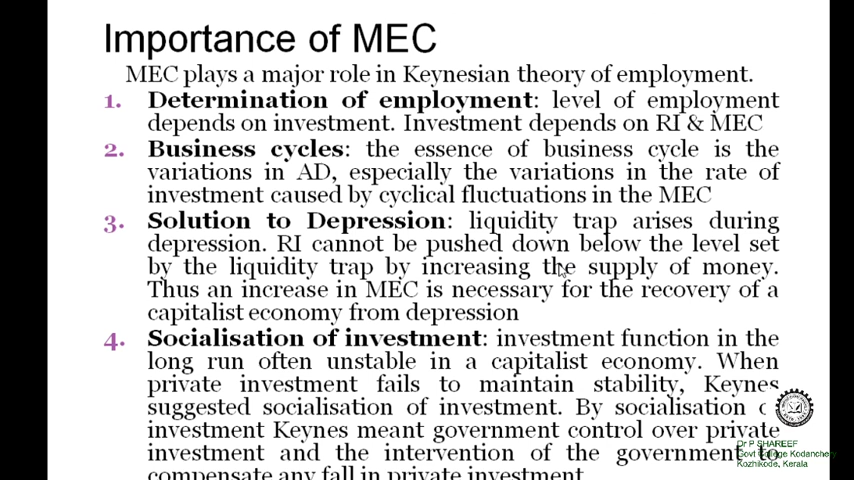 Importance of MEC
MEC plays a major role in Keynesian theory of employment.
1. Determination of employment: level of employment
depends on investment. Investment depends on RI & MEC
2. Business cycles: the essence of business cycle is the
variations in AD, especially the variations in the rate of
investment caused by cyclical fluctuations in the MEC
3. Solution to Depression: liquidity trap arises during
depression. RI cannot be pushed down below the level set
by the liquidity trap by increasing the supply of money.
Thus an increase in MEC is necessary for the recovery of a
capitalist economy from depression
4. Socialisation of investment: investment function in the
long run often unstable in a capitalist economy. When
private investment fails to maintain stability, Keynes
suggested socialisation of investment. By socialisation o
investment Keynes meant government control over private
investment and the intervention of the government to
compensate any fall in private investment
Dr P SHAREEF
Govt College Kodanchery
Kozhikode, Kerala